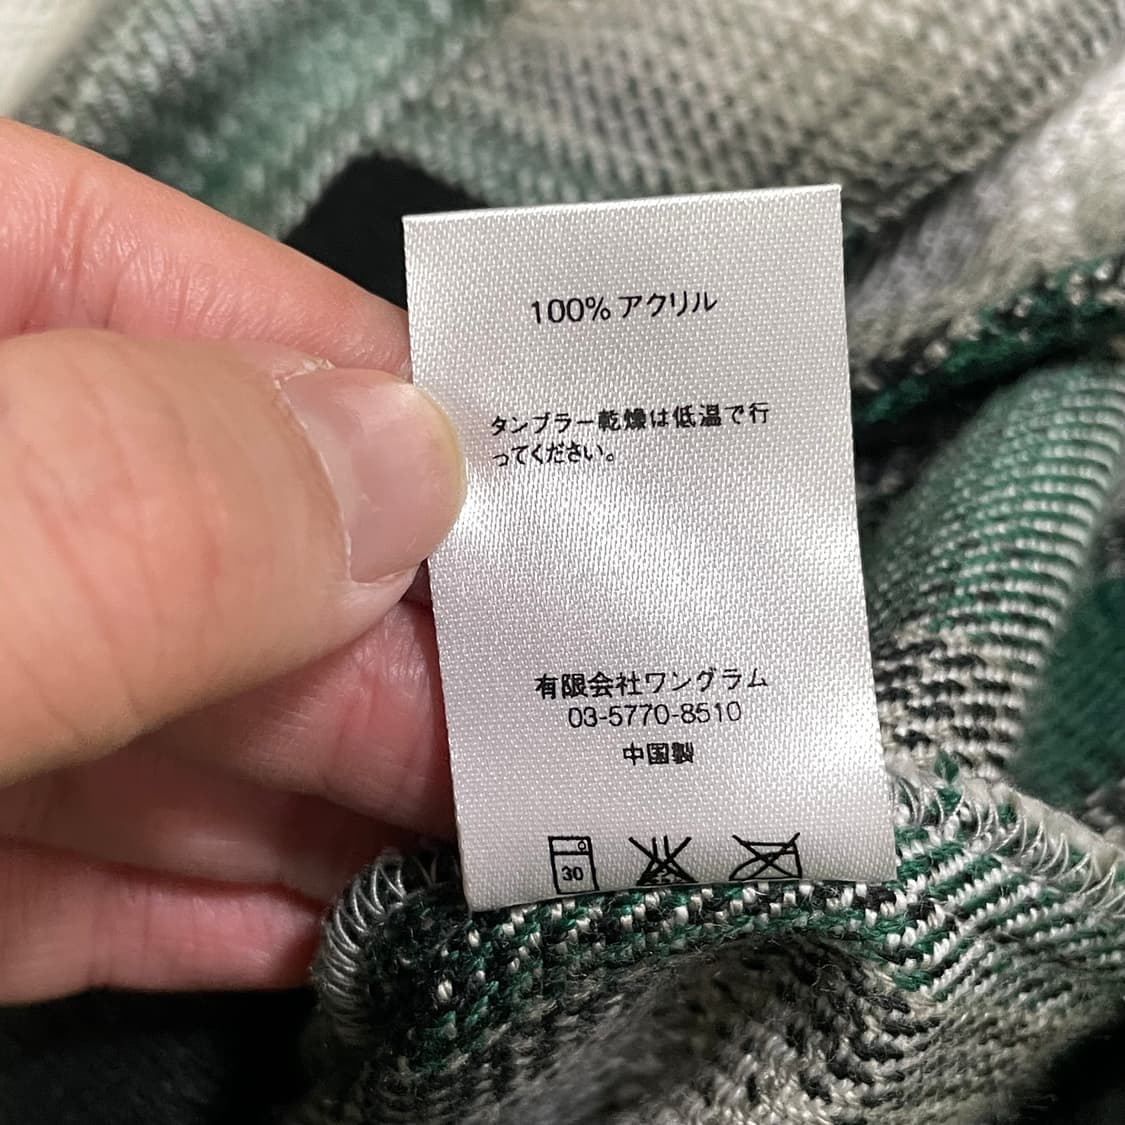 100% アクリル
タンブラー乾燥は低温で行
ってください。
有限会社ワングラム
03-5770-8510
中国製
30